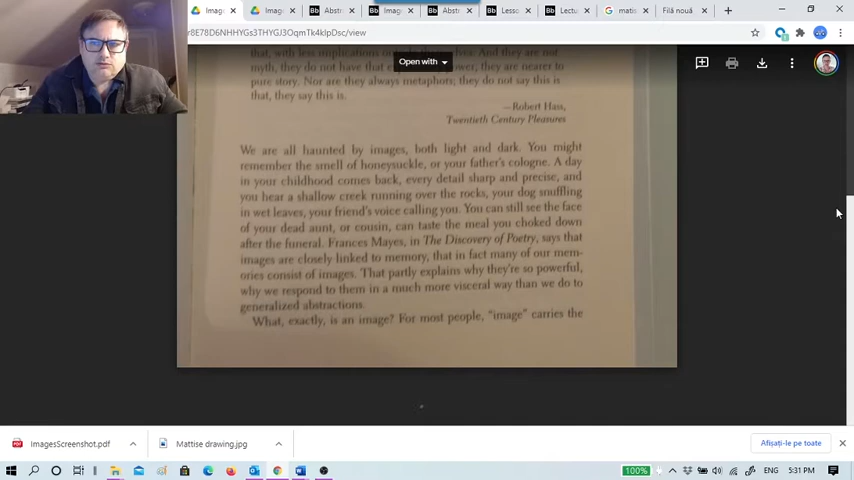 Imag
Imag
Abstra
Image
Abstra
Lesso
Lectu
matis
Filă nouă
r8E78D6NHHYGs3THYGJ3OqmTk4klpDsc/view
Open with
that, with less implications
And they are not
myth, they do not have that
power, they are nearer to
pure story. Nor are they always metaphors; they do not say this is
that, they say this is.
—Robert Hass,
Twentieth Century Pleasures
We are all haunted by images, both light and dark. You might
remember the smell of honeysuckle, or your father's cologne. A day
in your childhood comes back, every detail sharp and precise, and
you hear a shallow creek running over the rocks, your dog snuffling
in wet leaves, your friend's voice calling you. You can still see the face
of your dead aunt, or cousin, can taste the meal you choked down
after the funeral. Frances Mayes, in The Discovery of Poetry, says that
images are closely linked to memory, that in fact many of our mem-
ories consist of images. That partly explains why they're so powerful,
why we respond to them in a much more visceral way than we do to
generalized abstractions.
What, exactly, is an image? For most people, "image" carries the
ImagesScreenshot.pdf
Mattise drawing.jpg
Afișați-le pe toate
100%
ENG
5:31 PM